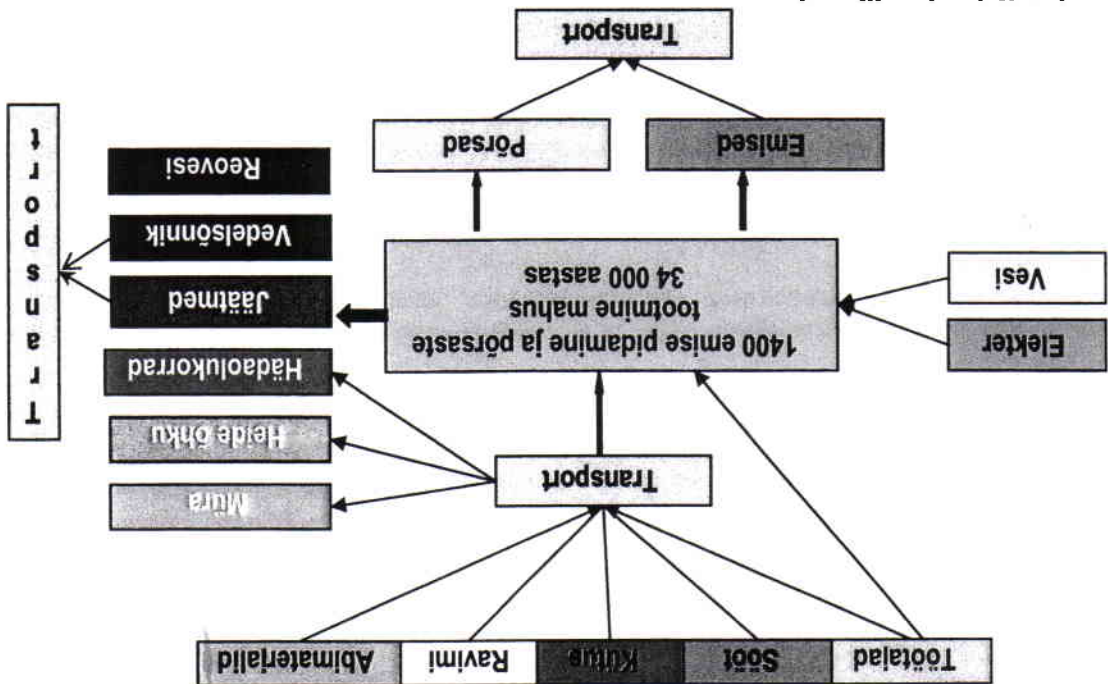 Töötajad
Sööt
Kütus
Ravimi
Abimaterjalid
Transport
Müra
Heide õhku
Hädaolukorrad
Elekter
Vesi
1400 emise pidamine ja põrsaste
tootmine mahus
34 000 aastas
Jäätmed
Vedelsõnnik
Reovesi
Transport
Emised
Põrsad
Transport